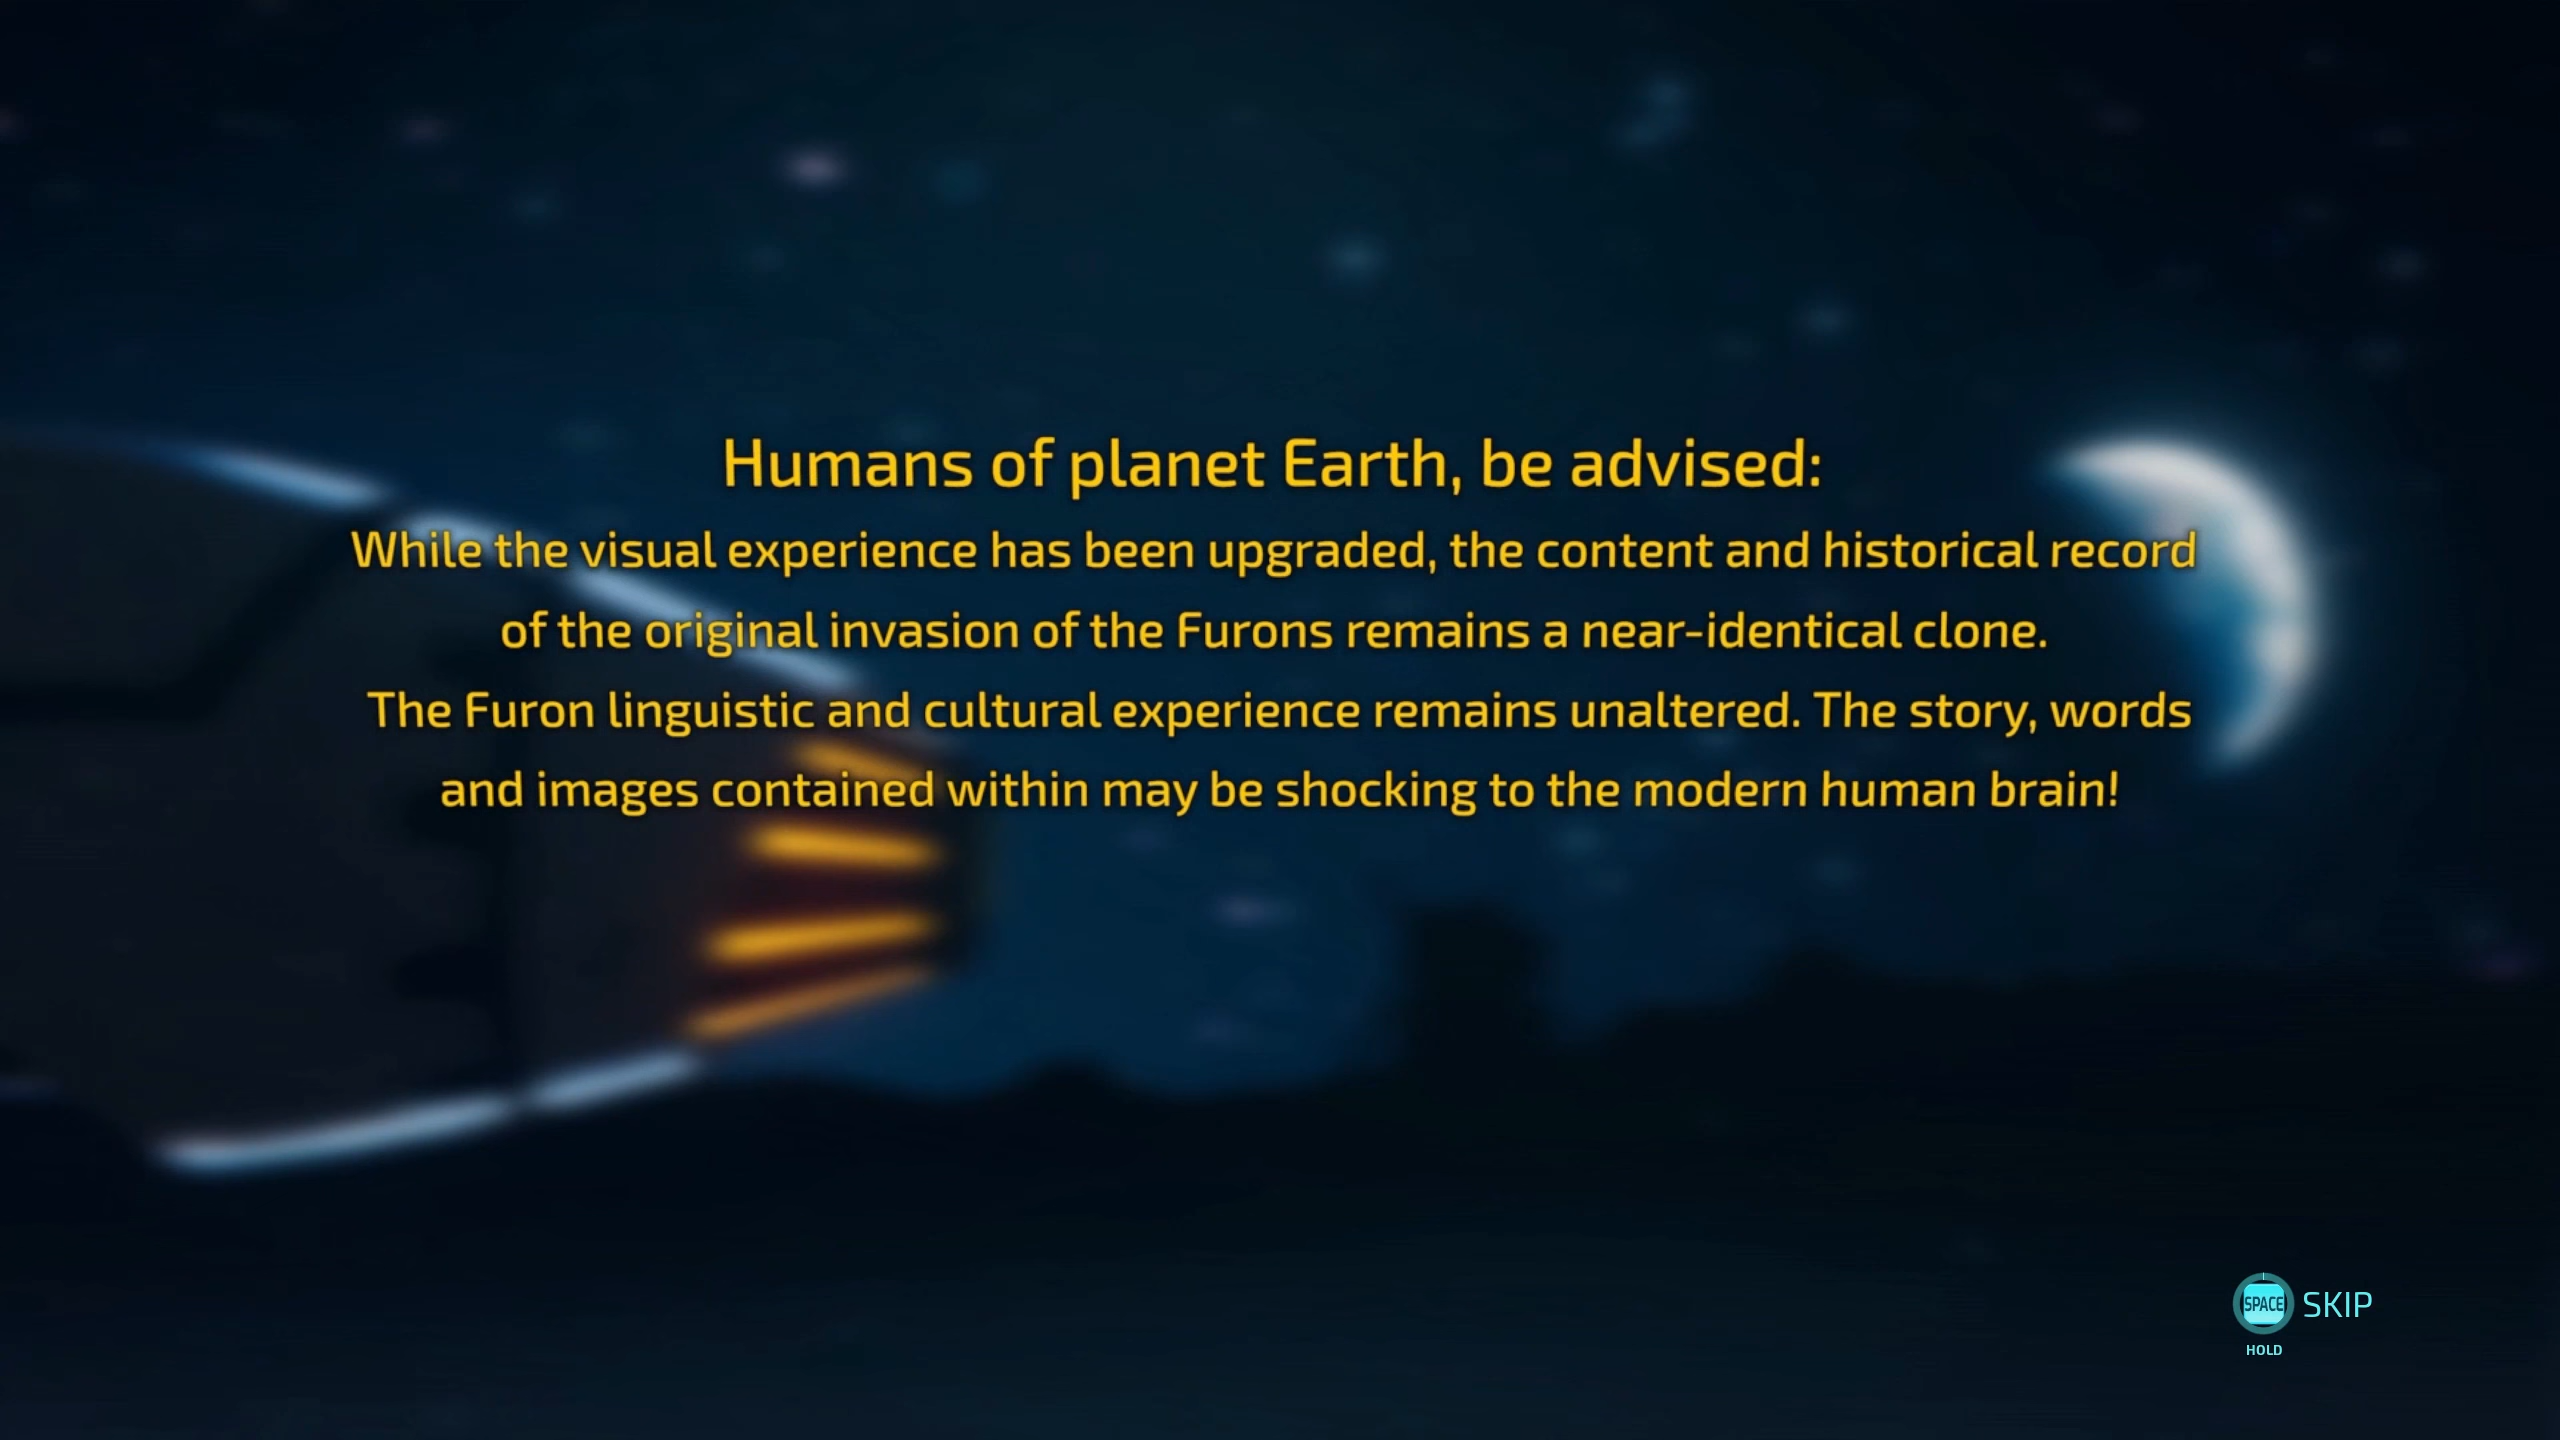 Humans of planet Earth, be advised:
While the visual experience has been upgraded, the content and historical record
of the original invasion of the Furons remains a near-identical clone.
The Furon linguistic and cultural experience remains unaltered. The story, words
and images contained within may be shocking to the modern human brain!
SPACE SKIP
HOLD